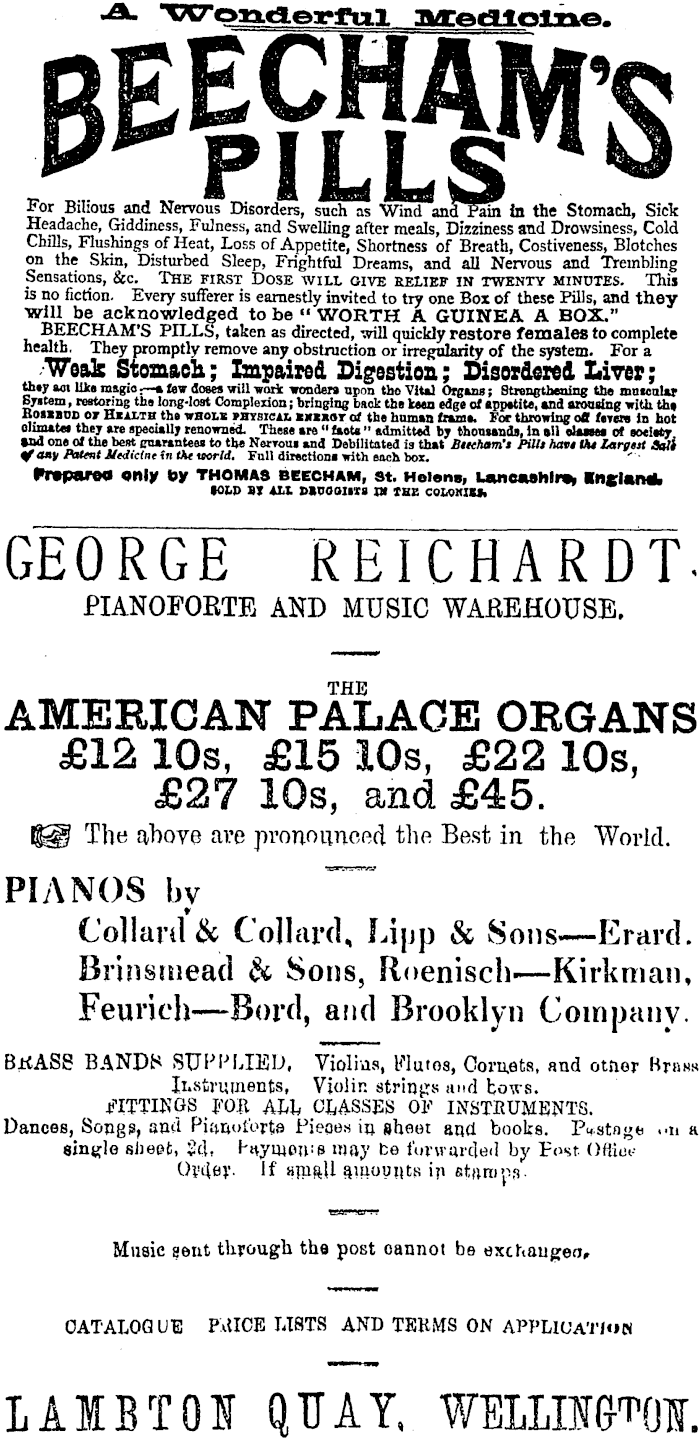 A Wonderful Medicine.
BEECHAM'S
PILLS
For Bilious and Nervous Disorders, such as Wind and Pain in the Stomach, Sick
Headache, Giddiness, Fulness, and Swelling after meals, Dizziness and Drowsiness, Cold
Chills, Flushings of Heat, Loss of Appetite, Shortness of Breath, Costiveness, Blotches
on the Skin, Disturbed Sleep, Frightful Dreams, and all Nervous and Trembling
Sensations, &c. THE FIRST DOSE WILL GIVE RELIEF IN TWENTY MINUTES. This
is no fiction. Every sufferer is earnestly invited to try one Box of these Pills, and they
will be acknowledged to be "WORTH A GUINEA A BOX."
BEECHAM'S PILLS, taken as directed, will quickly restore females to complete
health. They promptly remove any obstruction or irregularity of the system. For a
Weak Stomach; Impaired Digestion; Disordered Liver;
they act like magic:—a few doses will work wonders upon the Vital Organs; Strengthening the muscular
System, restoring the long-lost Complexion; bringing back the keen edge of appetite, and arousing with the
ROSEBUD OF HEALTH the WHOLE PHYSICAL ENERGY of the human frame. For throwing off fevers in hot
climates they are specially renowned. These are "facts" admitted by thousands, in all classes of society,
and one of the best guarantees to the Nervous and Debilitated is that Beecham's Pills have the Largest Sale
of any Patent Medicine in the world. Full directions with each box.
Prepared only by THOMAS BEECHAM, St. Helens, Lancashire, England.
SOLD BY ALL DRUGGISTS IN THE COLONIES.
GEORGE REICHARDT.
PIANOFORTE AND MUSIC WAREHOUSE.
THE
AMERICAN PALACE ORGANS
£12 10s, £15 10s, £22 10s,
£27 10s, and £45.
☞ The above are pronounced the Best in the World.
PIANOS by
Collard & Collard, Lipp & Sons—Erard.
Brinsmead & Sons, Roenisch—Kirkman,
Feurich—Bord, and Brooklyn Company.
BRASS BANDS SUPPLIED, Violins, Flutes, Cornets, and other Brass
Instruments, Violin strings and bows.
FITTINGS FOR ALL CLASSES OF INSTRUMENTS.
Dances, Songs, and Pianoforte Pieces in sheet and books. Postage on a
single sheet, 2d. Payments may be forwarded by Post Office
Order. If small amounts in stamps.
Music sent through the post cannot be exchanged.
CATALOGUE PRICE LISTS AND TERMS ON APPLICATION
LAMBTON QUAY, WELLINGTON.